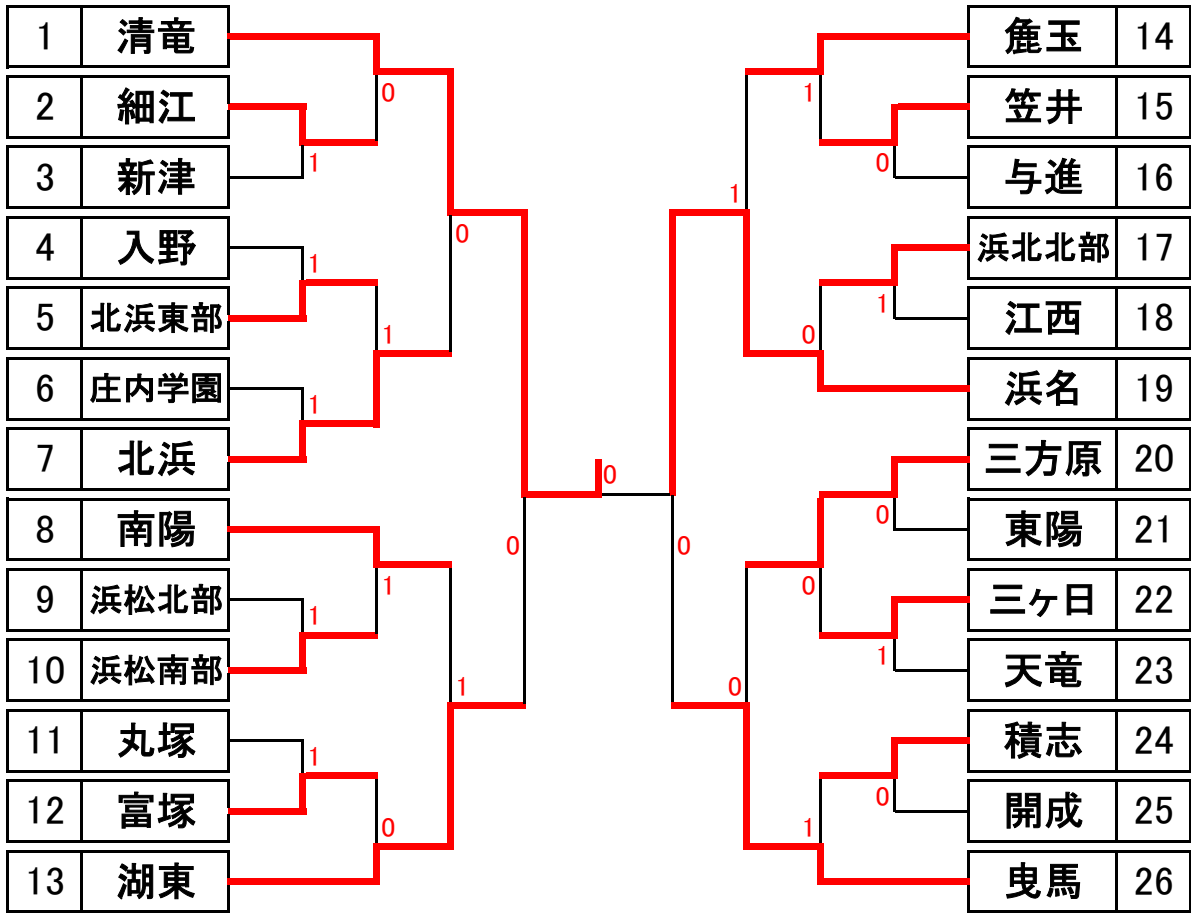 1 清竜
2 細江
3 新津
4 入野
5 北浜東部
6 庄内学園
7 北浜
8 南陽
9 浜松北部
10 浜松南部
11 丸塚
12 富塚
13 湖東
0
1
0
1
1
1
0
1
1
1
1
0
0
0
1
1
0
1
0
0
0
0
1
0
0
1
麁玉 14
笠井 15
与進 16
浜北北部 17
江西 18
浜名 19
三方原 20
東陽 21
三ヶ日 22
天竜 23
積志 24
開成 25
曳馬 26